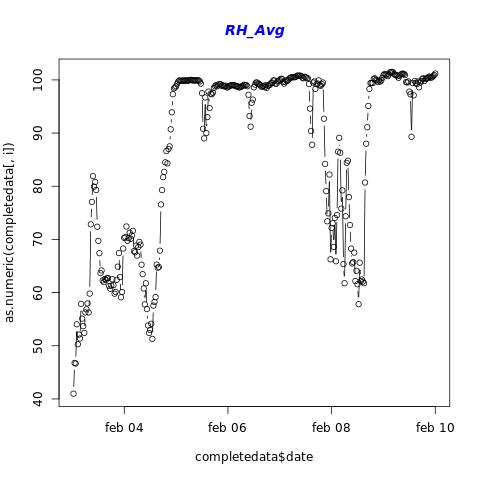 RH_Avg
as.numeric(completedata[, i])
100
90
80
70
60
50
40
feb 04
feb 06
feb 08
feb 10
completedata$date